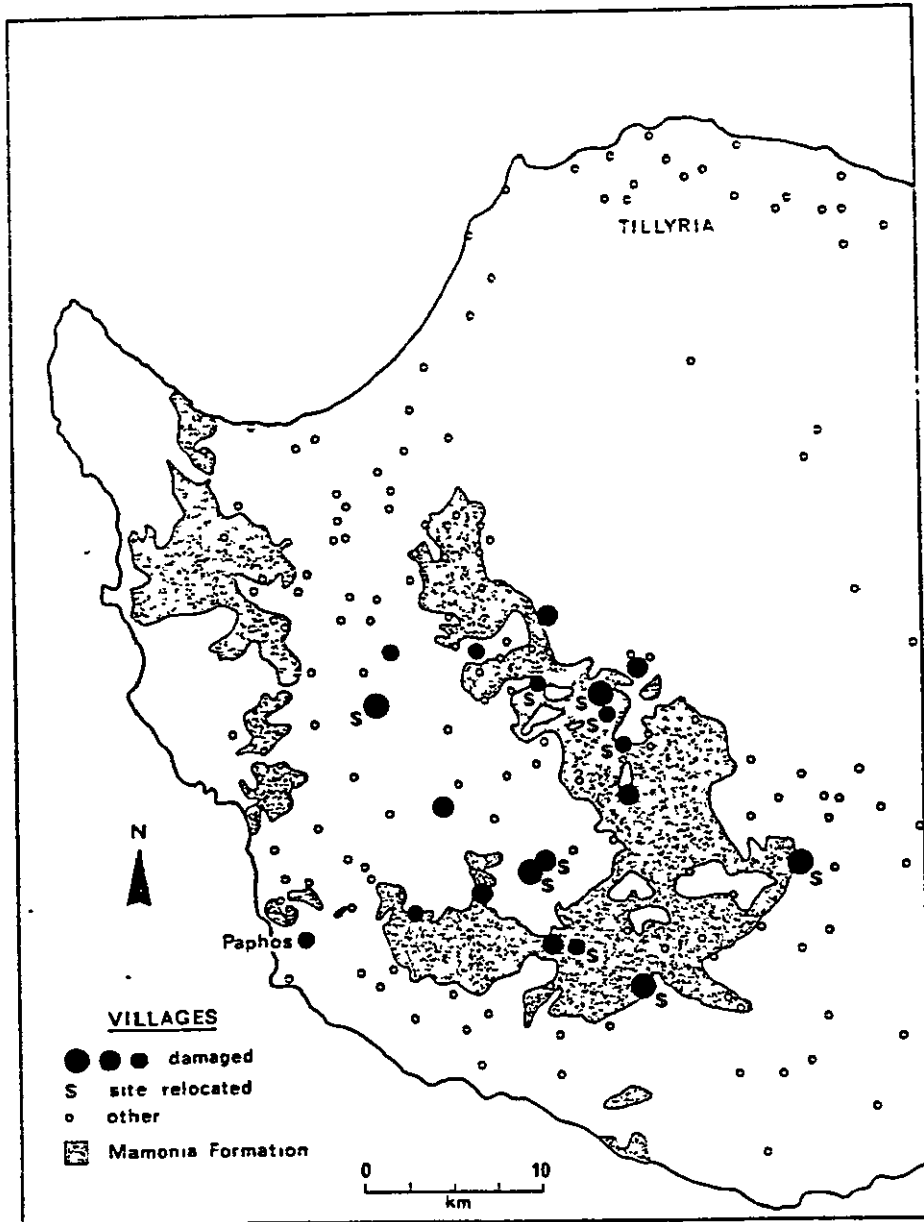 TILLYRIA
S
S
S
S
S
S
S
S
S
S
N
Paphos
VILLAGES
damaged
S site relocated
o other
Mamonia Formation
0 10
km